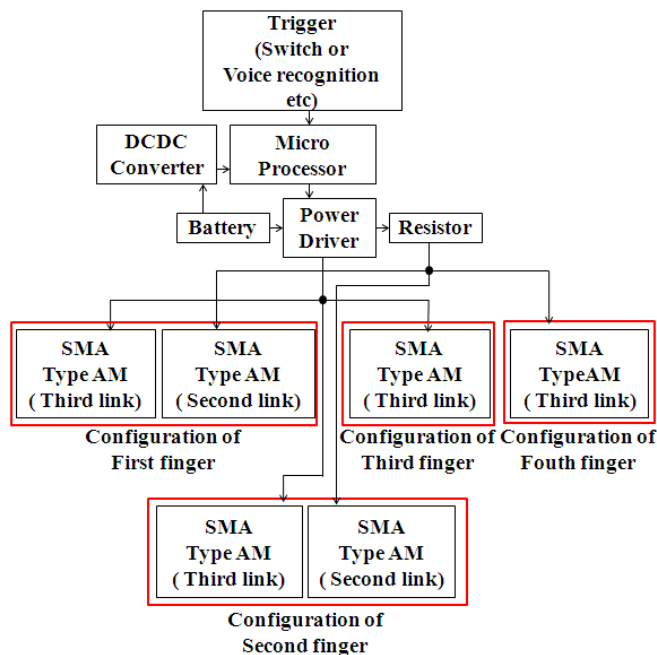 Trigger
(Switch or
Voice recognition
etc)
DCDC
Converter
Micro
Processor
Battery
Power
Driver
Resistor
SMA
Type AM
( Third link)
SMA
Type AM
( Second link)
Configuration of
First finger
SMA
Type AM
( Third link)
Configuration of
Third finger
SMA
TypeAM
( Third link)
Configuration of
Fouth finger
SMA
Type AM
( Third link)
SMA
Type AM
( Second link)
Configuration of
Second finger